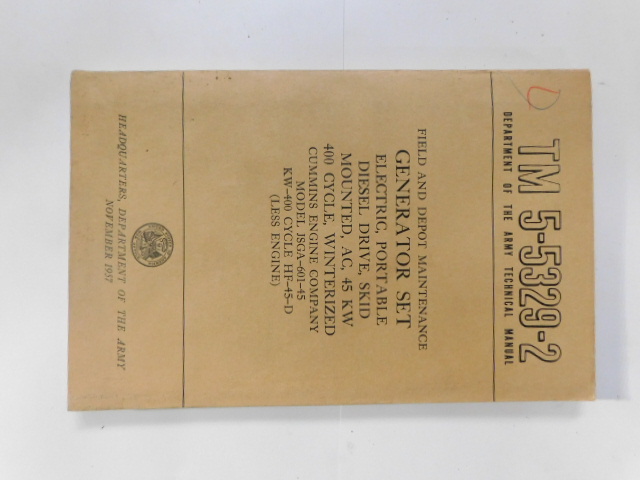 TM 5-5329-2
DEPARTMENT OF THE ARMY TECHNICAL MANUAL
FIELD AND DEPOT MAINTENANCE
GENERATOR SET
ELECTRIC, PORTABLE
DIESEL DRIVE, SKID
MOUNTED, AC, 45 KW
400 CYCLE, WINTERIZED
CUMMINS ENGINE COMPANY
MODEL JSGA-601-45
KW-400 CYCLE HF-45-D
(LESS ENGINE)
HEADQUARTERS, DEPARTMENT OF THE ARMY
NOVEMBER 1957